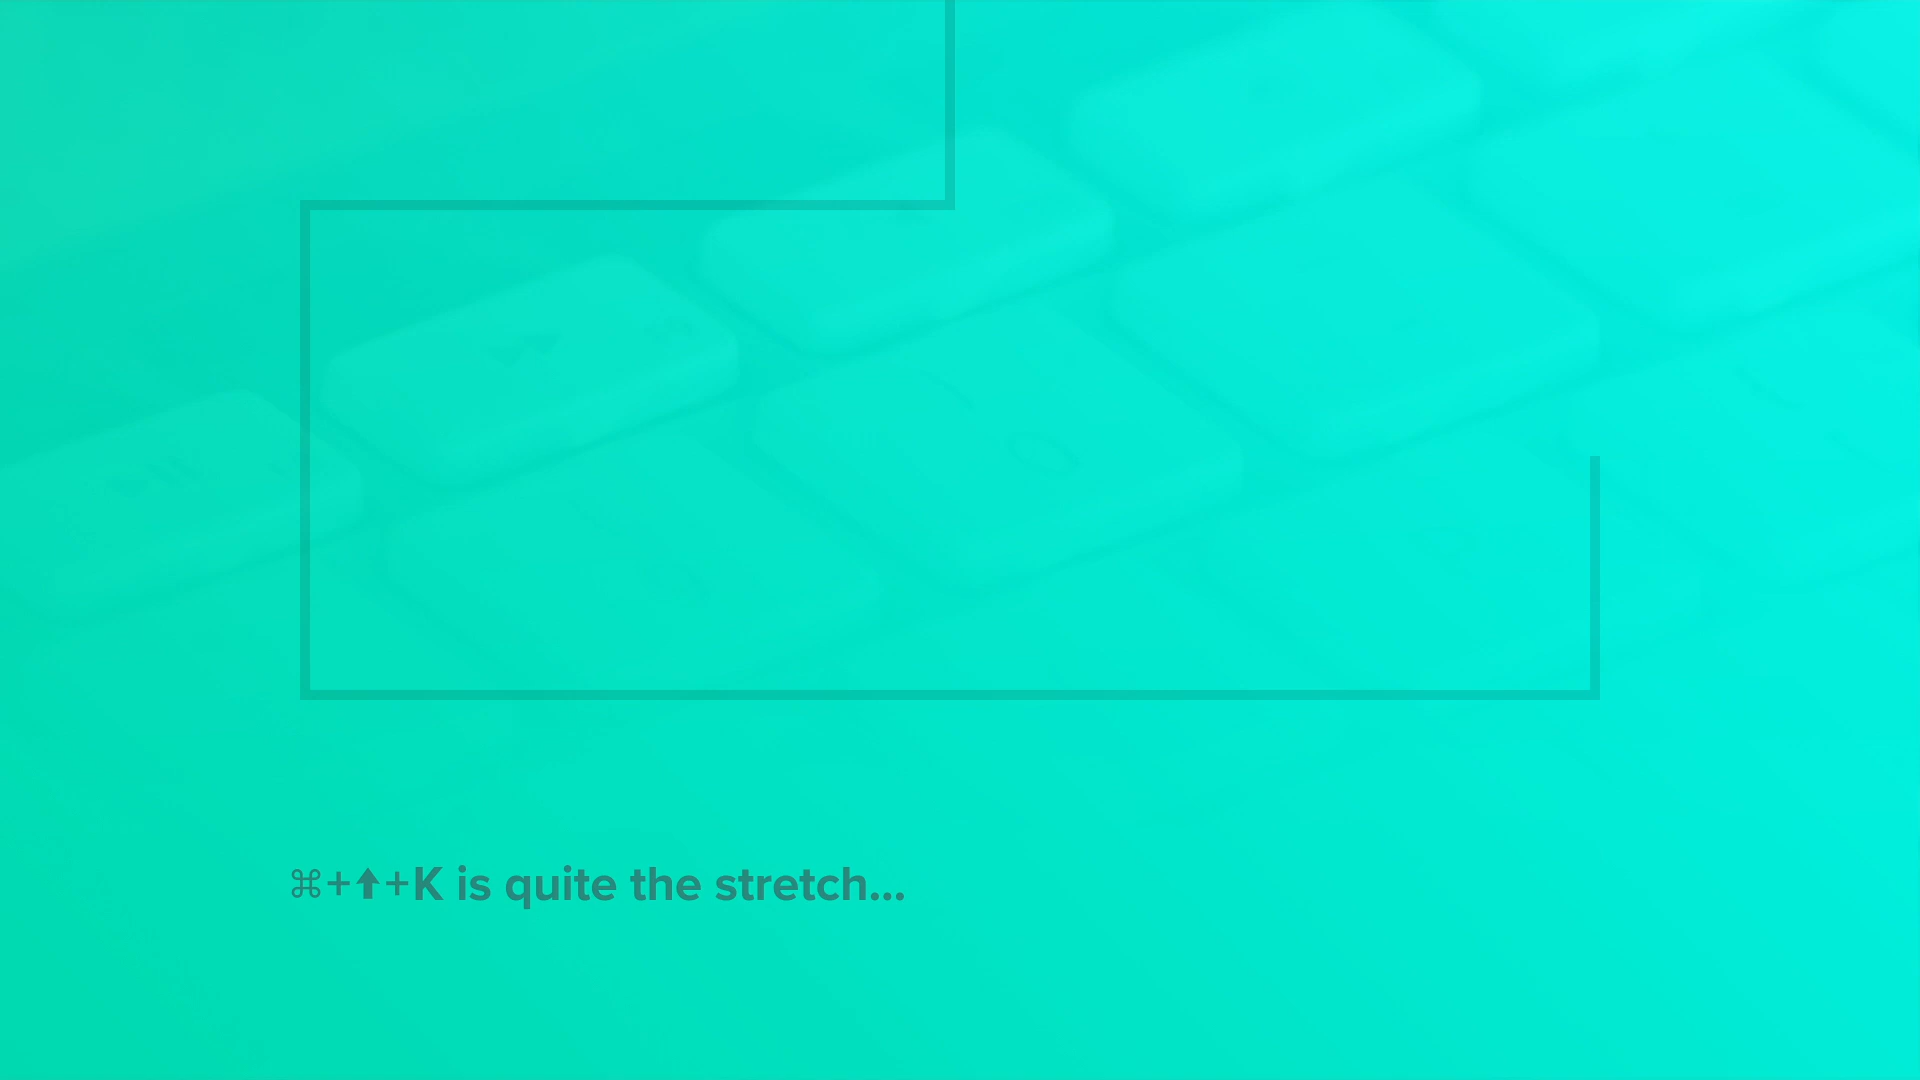 ⌘+⬆+K is quite the stretch...